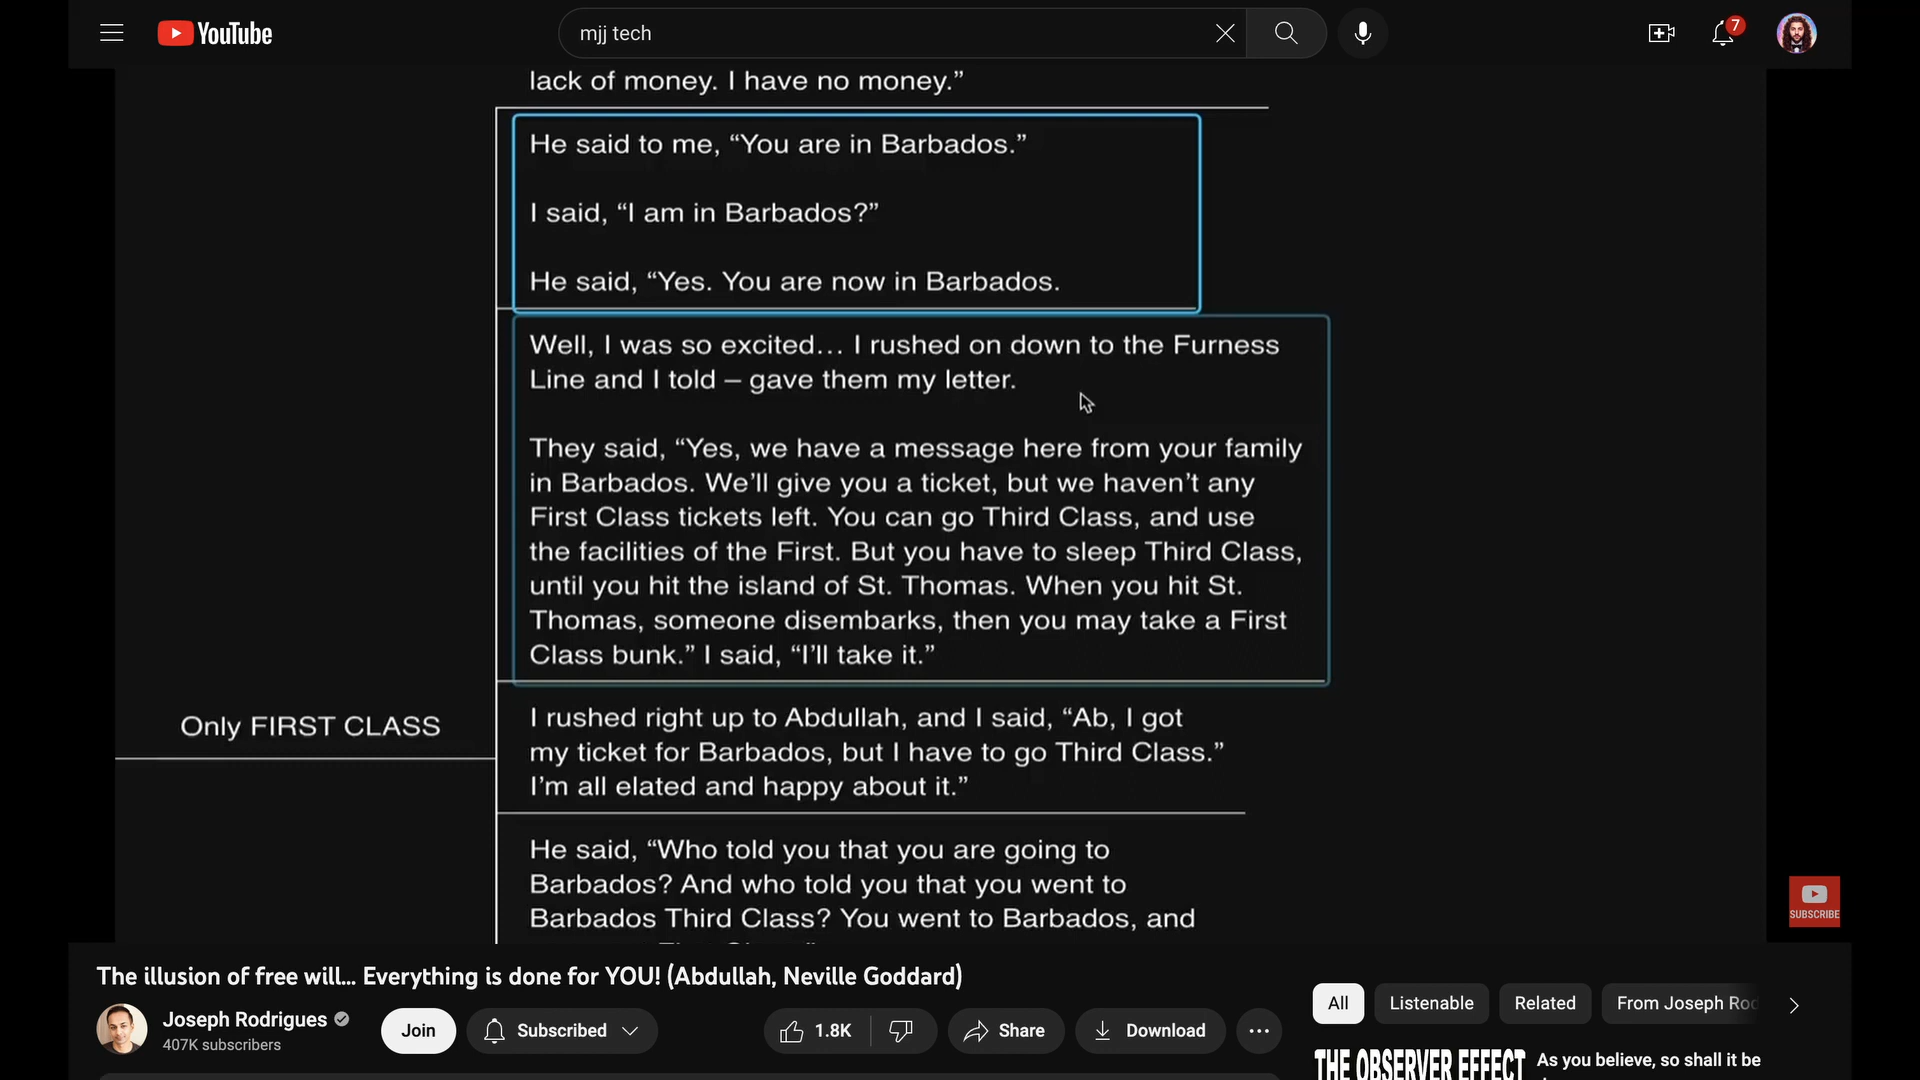 YouTube
mjj tech
7
lack of money. I have no money.”
He said to me, “You are in Barbados.”
I said, “I am in Barbados?”
He said, “Yes. You are now in Barbados.
Well, I was so excited… I rushed on down to the Furness
Line and I told – gave them my letter.
They said, “Yes, we have a message here from your family
in Barbados. We’ll give you a ticket, but we haven’t any
First Class tickets left. You can go Third Class, and use
the facilities of the First. But you have to sleep Third Class,
until you hit the island of St. Thomas. When you hit St.
Thomas, someone disembarks, then you may take a First
Class bunk.” I said, “I’ll take it.”
Only FIRST CLASS
I rushed right up to Abdullah, and I said, “Ab, I got
my ticket for Barbados, but I have to go Third Class.”
I’m all elated and happy about it.”
He said, “Who told you that you are going to
Barbados? And who told you that you went to
Barbados Third Class? You went to Barbados, and
SUBSCRIBE
The illusion of free will... Everything is done for YOU! (Abdullah, Neville Goddard)
Joseph Rodrigues
407K subscribers
Join
Subscribed
1.8K
Share
Download
All
Listenable
Related
From Joseph Rod
THE OBSERVER EFFECT
As you believe, so shall it be